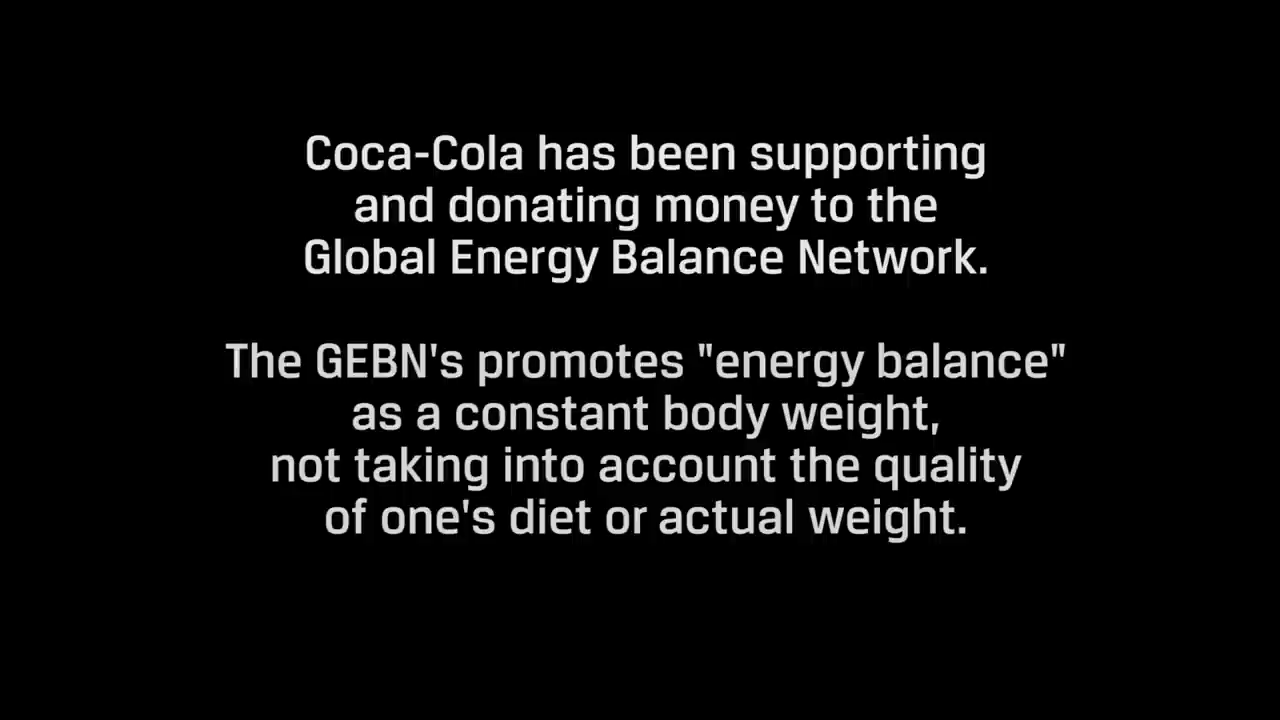 Coca-Cola has been supporting
and donating money to the
Global Energy Balance Network.
The GEBN's promotes "energy balance"
as a constant body weight,
not taking into account the quality
of one's diet or actual weight.